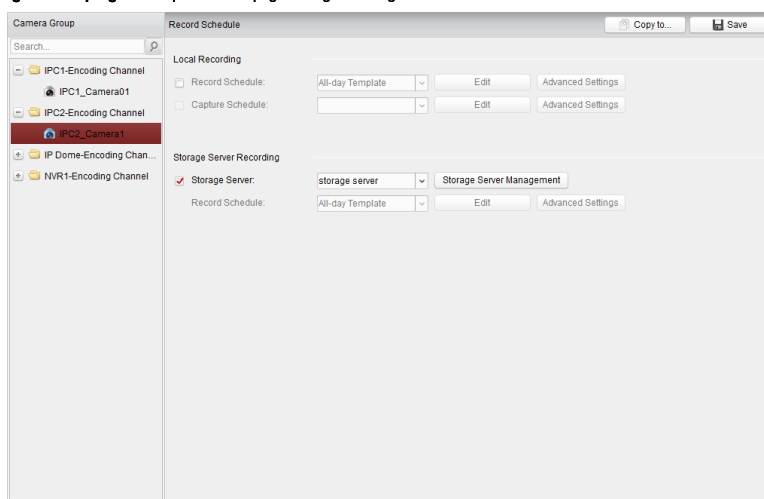 Camera Group
Record Schedule
Copy to...
Save
Search...
IPC1-Encoding Channel
IPC1_Camera01
IPC2-Encoding Channel
IPC2_Camera1
IP Dome-Encoding Chan...
NVR1-Encoding Channel
Local Recording
Record Schedule: All-day Template Edit Advanced Settings
Capture Schedule: Edit Advanced Settings
Storage Server Recording
Storage Server: storage server Storage Server Management
Record Schedule: All-day Template Edit Advanced Settings